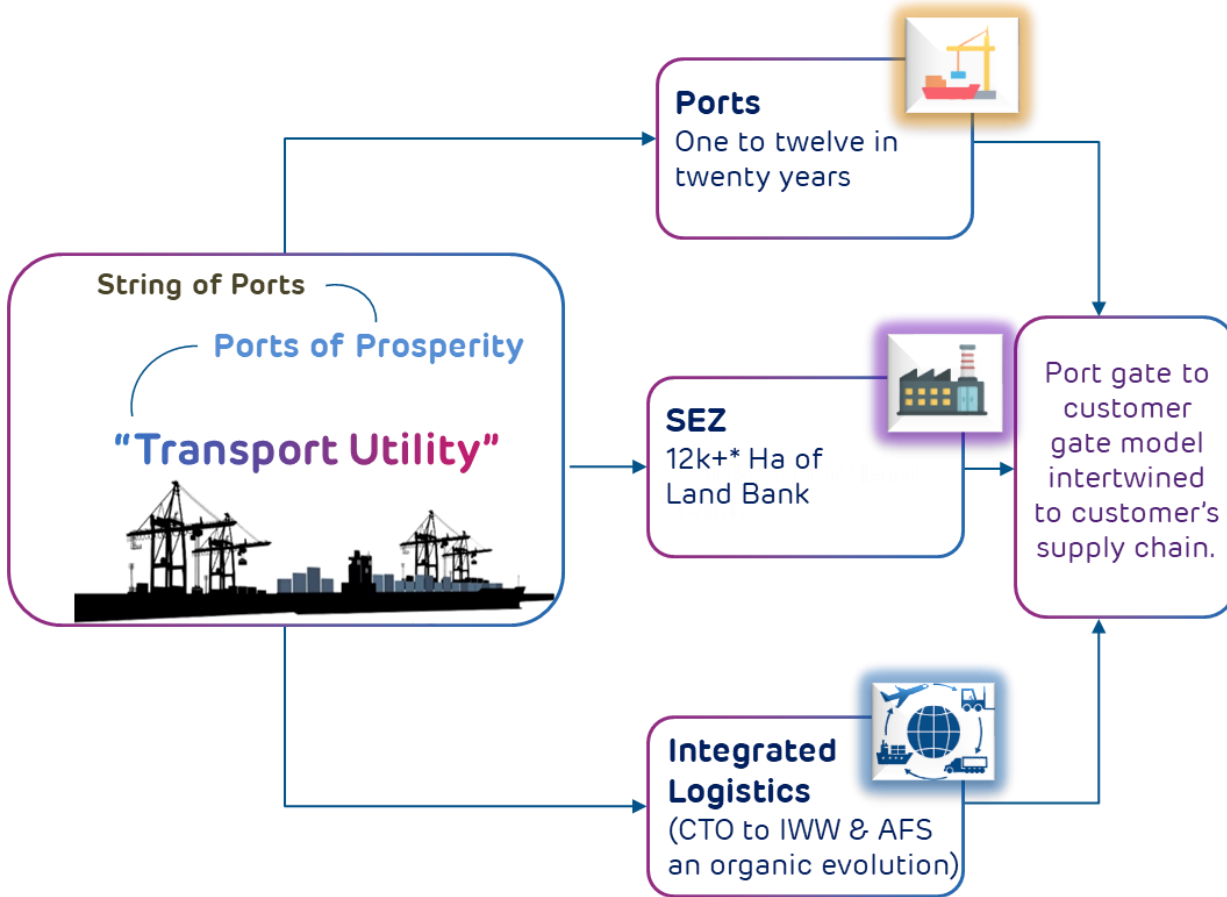 String of Ports
Ports of Prosperity
“Transport Utility”
Ports
One to twelve in
twenty years
SEZ
12k+* Ha of
Land Bank
Integrated
Logistics
(CTO to IWW & AFS
an organic evolution)
Port gate to
customer
gate model
intertwined
to customer’s
supply chain.